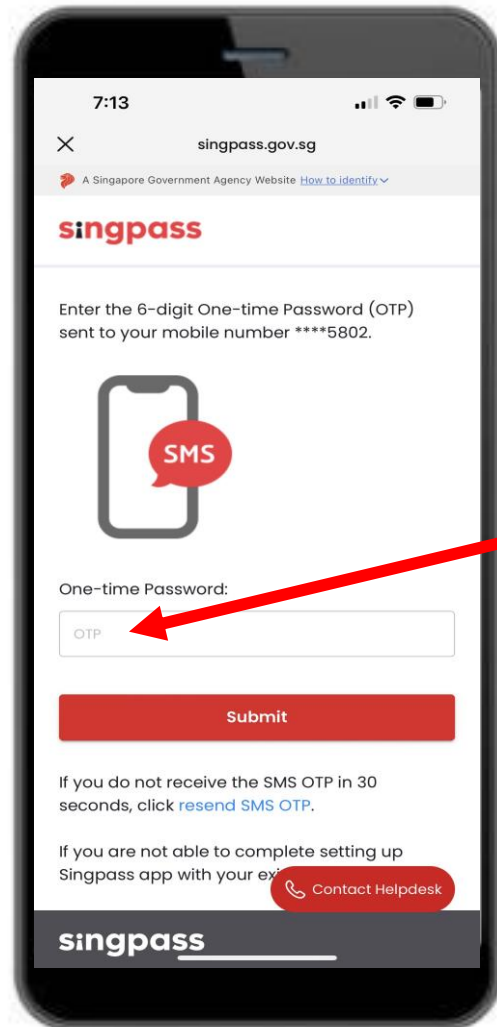 7:13
singpass.gov.sg
A Singapore Government Agency Website How to identify
singpass
Enter the 6-digit One-time Password (OTP)
sent to your mobile number ****5802.
SMS
One-time Password:
OTP
Submit
If you do not receive the SMS OTP in 30
seconds, click resend SMS OTP.
If you are not able to complete setting up
Singpass app with your
Contact Helpdesk
singpass